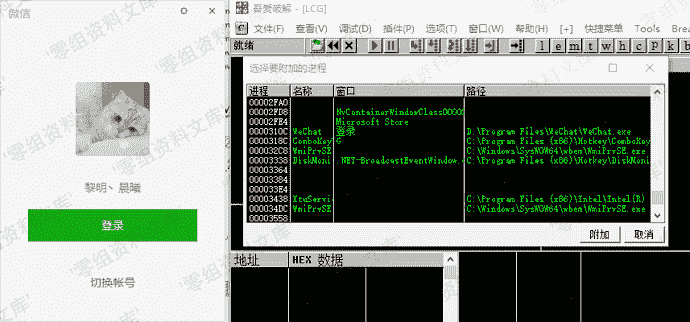 微信
黎明、晨曦
登录
切换帐号
吾爱破解 - [LCG]
文件(F) 查看(V) 调试(D) 插件(P) 选项(T) 窗口(W) 帮助(H) [+] 快捷菜单 Tools Brea
就绪
l e m t w h c p k b
选择要附加的进程
进程 名称 窗口 路径
00002FA0
00002FD8 NvContainerWindowClass0000
00002FE4 Microsoft Store
0000310C WeChat 登录 D:\Program Files\WeChat\WeChat.exe
0000318C ComboKey G C:\Program Files (x86)\Hotkey\ComboKey
WmiPrvSE C:\Windows\SysWOW64\wbem\WmiPrvSE.exe
00003338 DiskMoni .NET-BroadcastEventWindow. C:\Program Files (x86)\Hotkey\DiskMoni
00003364
00003384
000033E4
00003438 XtuServi C:\Program Files (x86)\Intel\Intel(R)
000034DC WmiPrvSE C:\Windows\SysWOW64\wbem\WmiPrvSE.exe
00003558
附加 取消
地址 HEX 数据
零组资料文库